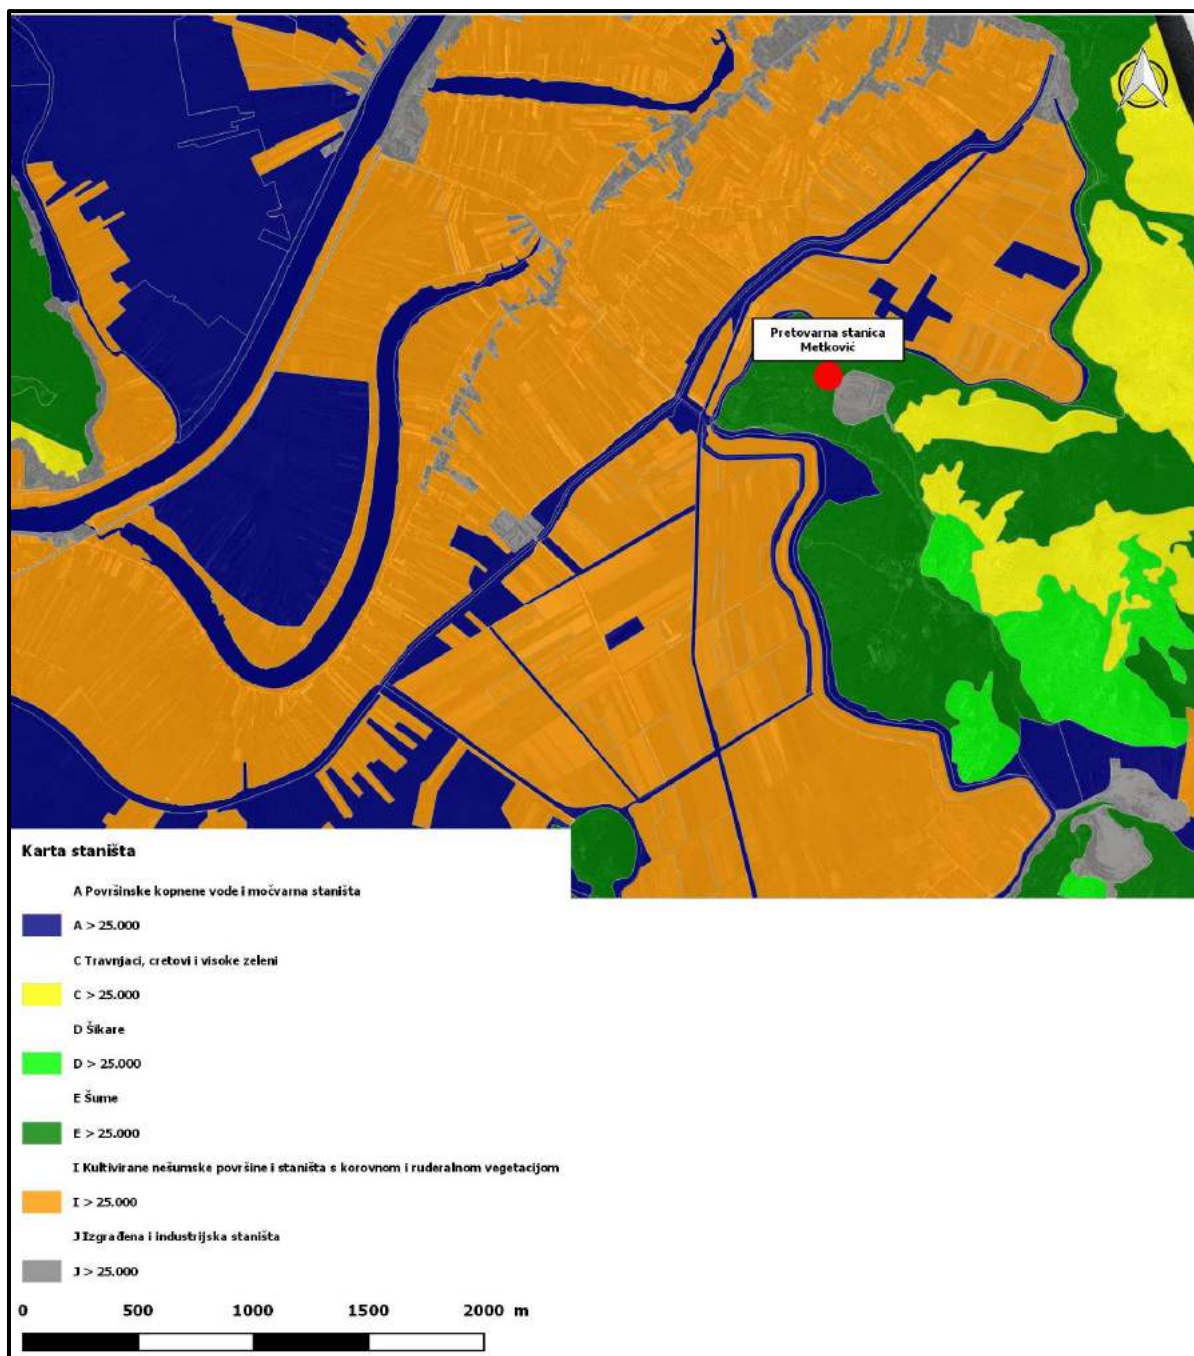 Pretovarna stanica
Metković
Karta staništa
A Površinske kopnene vode i močvarna staništa
A > 25.000
C Travnjaci, cretovi i visoke zeleni
C > 25.000
D Šikare
D > 25.000
E Šume
E > 25.000
I Kultivirane nešumske površine i staništa s korovnom i ruderalnom vegetacijom
I > 25.000
J Izgrađena i industrijska staništa
J > 25.000
0 500 1000 1500 2000 m